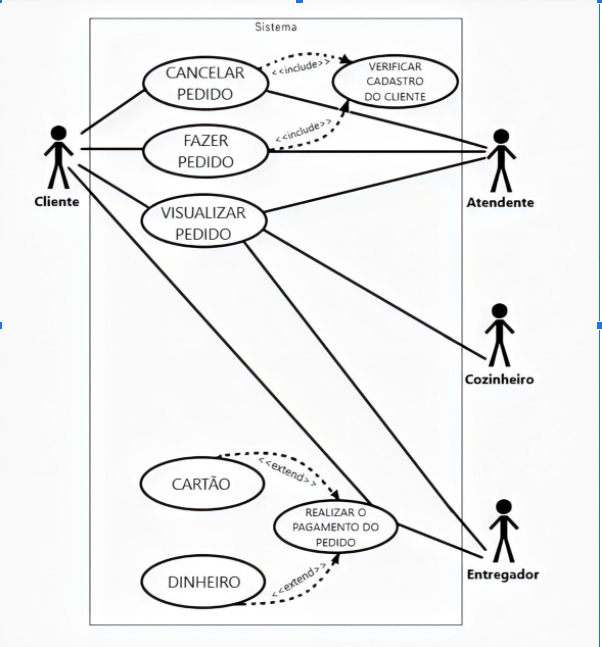 Sistema
CANCELAR
PEDIDO
<<include>>
VERIFICAR
CADASTRO
DO CLIENTE
FAZER
PEDIDO
<<include>>
Cliente
Atendente
VISUALIZAR
PEDIDO
Cozinheiro
CARTÃO
<<extend>>
REALIZAR O
PAGAMENTO DO
PEDIDO
DINHEIRO
<<extend>>
Entregador